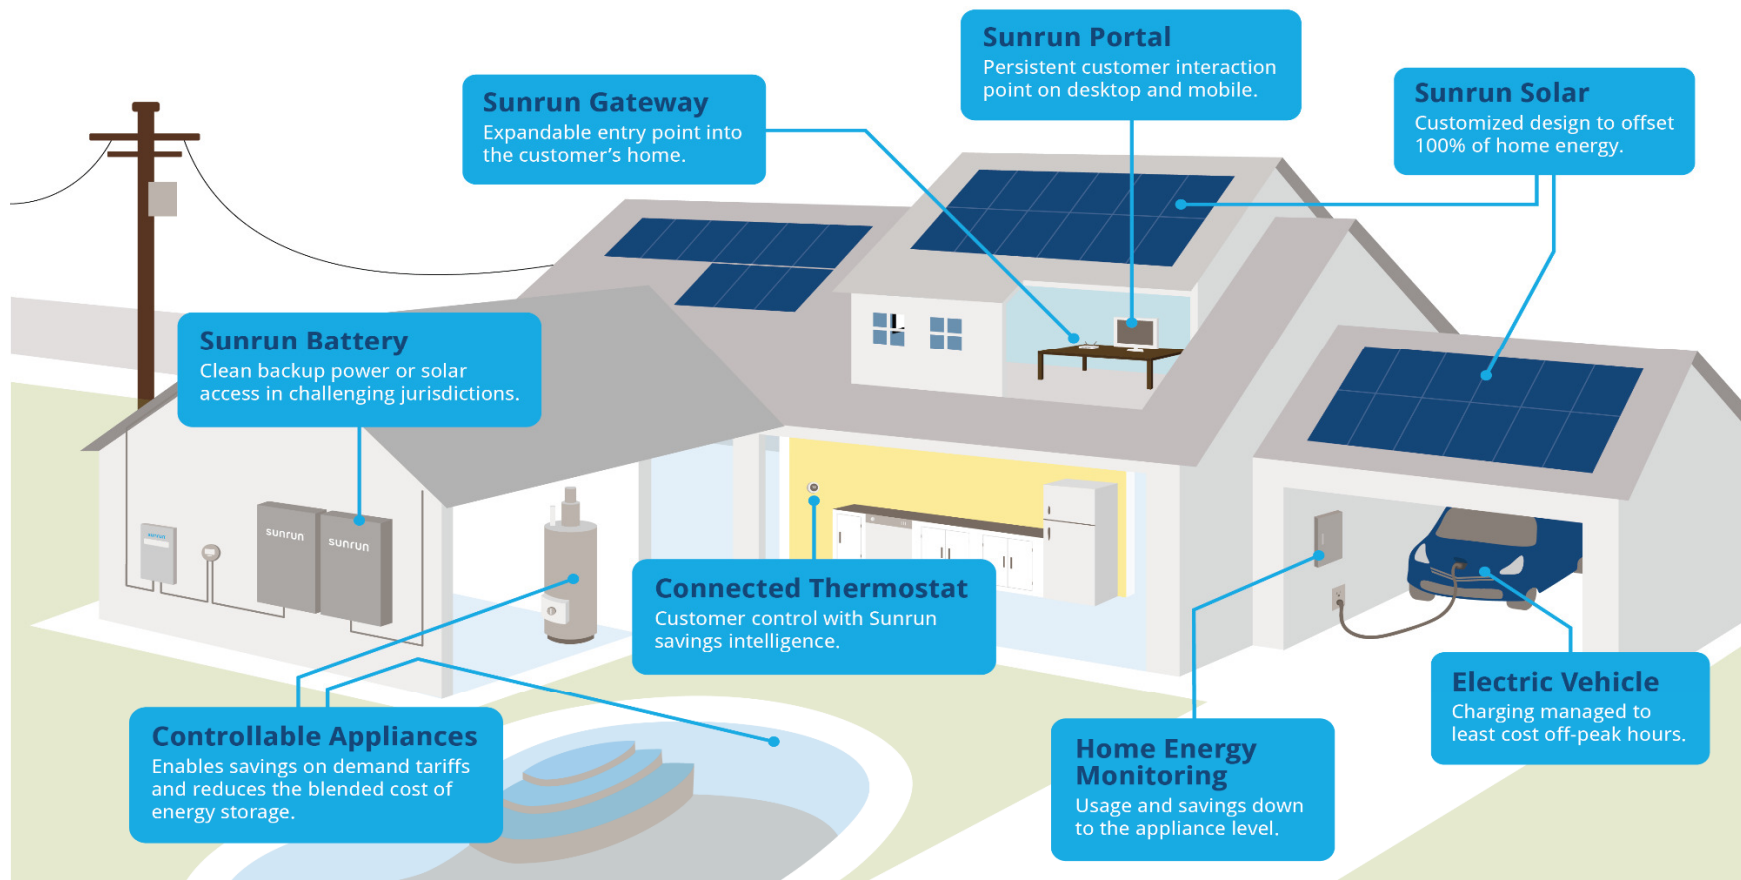 Sunrun Portal
Persistent customer interaction
point on desktop and mobile.
Sunrun Gateway
Expandable entry point into
the customer’s home.
Sunrun Solar
Customized design to offset
100% of home energy.
Sunrun Battery
Clean backup power or solar
access in challenging jurisdictions.
sunrun
sunrun
sunrun
Connected Thermostat
Customer control with Sunrun
savings intelligence.
Controllable Appliances
Enables savings on demand tariffs
and reduces the blended cost of
energy storage.
Home Energy
Monitoring
Usage and savings down
to the appliance level.
Electric Vehicle
Charging managed to
least cost off-peak hours.